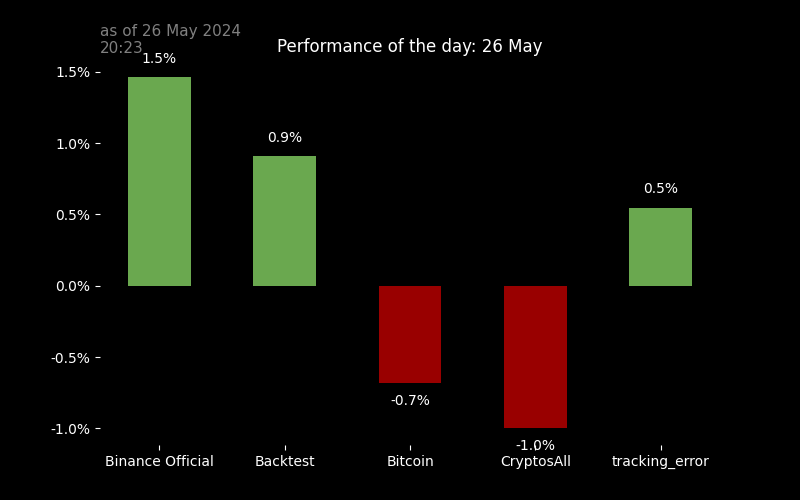 as of 26 May 2024
20:23
Performance of the day: 26 May
1.5%
1.0%
0.5%
0.0%
-0.5%
-1.0%
1.5%
0.9%
-0.7%
-1.0%
0.5%
Binance Official
Backtest
Bitcoin
CryptosAll
tracking_error